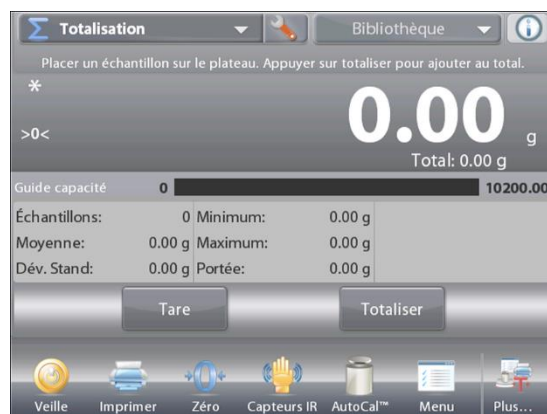 Totalisation Bibliothèque
Placer un échantillon sur le plateau. Appuyer sur totaliser pour ajouter au total.
*
>0<
0.00 g
Total: 0.00 g
Guide capacité 0 10200.00
Échantillons: 0 Minimum: 0.00 g
Moyenne: 0.00 g Maximum: 0.00 g
Dév. Stand: 0.00 g Portée: 0.00 g
Tare Totaliser
Veille Imprimer Zéro Capteurs IR AutoCal™ Menu Plus...